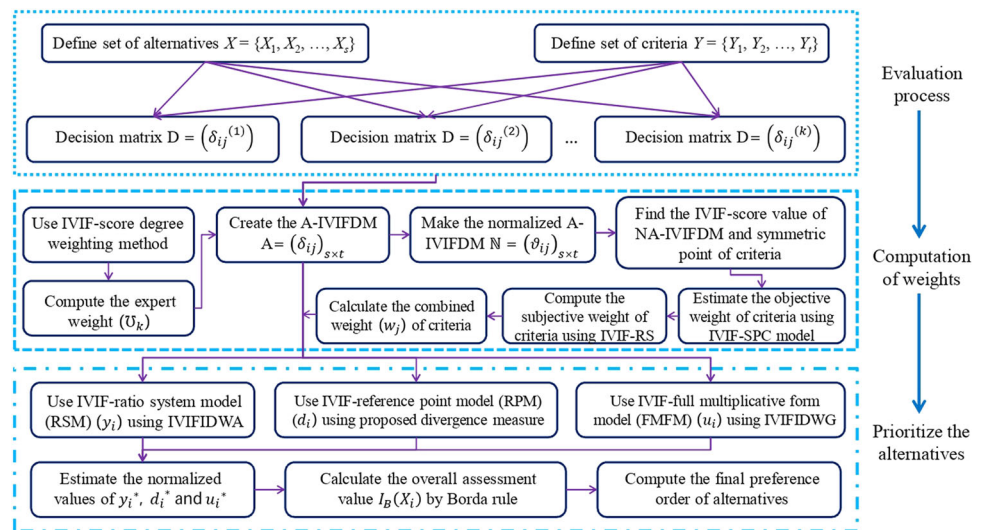 Define set of alternatives X = {X₁, X₂, …, Xₛ}
Define set of criteria Y = {Y₁, Y₂, …, Yₜ}
Evaluation
process
Decision matrix D = (δᵢⱼ⁽¹⁾)
Decision matrix D = (δᵢⱼ⁽²⁾)
...
Decision matrix D= (δᵢⱼ⁽ᵏ⁾)
Use IVIF-score degree
weighting method
Create the A-IVIFDM
A= (δᵢⱼ)ₛ×ₜ
Make the normalized A-
IVIFDM ℕ = (ϑᵢⱼ)ₛ×ₜ
Find the IVIF-score value of
NA-IVIFDM and symmetric
point of criteria
Computation
of weights
Compute the expert
weight (Ʊₖ)
Calculate the combined
weight (wⱼ) of criteria
Compute the
subjective weight of
criteria using IVIF-RS
Estimate the objective
weight of criteria using
IVIF-SPC model
Use IVIF-ratio system model
(RSM) (yᵢ) using IVIFIDWA
Use IVIF-reference point model (RPM)
(dᵢ) using proposed divergence measure
Use IVIF-full multiplicative form
model (FMFM) (uᵢ) using IVIFIDWG
Prioritize the
alternatives
Estimate the normalized
values of yᵢ*, dᵢ* and uᵢ*
Calculate the overall assessment
value I_B(Xᵢ) by Borda rule
Compute the final preference
order of alternatives